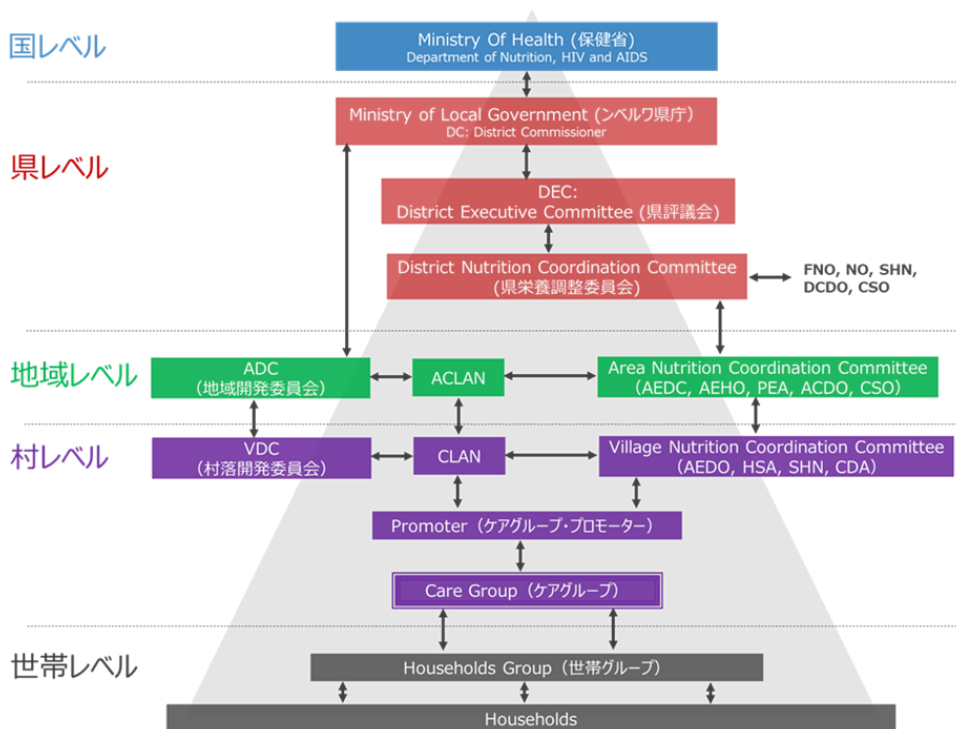 国レベル
Ministry Of Health (保健省)
Department of Nutrition, HIV and AIDS
県レベル
Ministry of Local Government (ンベルワ県庁)
DC: District Commissioner
DEC:
District Executive Committee (県評議会)
District Nutrition Coordination Committee
(県栄養調整委員会)
FNO, NO, SHN,
DCDO, CSO
地域レベル
ADC
(地域開発委員会)
ACLAN
Area Nutrition Coordination Committee
(AEDC, AEHO, PEA, ACDO, CSO)
村レベル
VDC
(村落開発委員会)
CLAN
Village Nutrition Coordination Committee
(AEDO, HSA, SHN, CDA)
Promoter (ケアグループ・プロモーター)
Care Group (ケアグループ)
世帯レベル
Households Group (世帯グループ)
Households